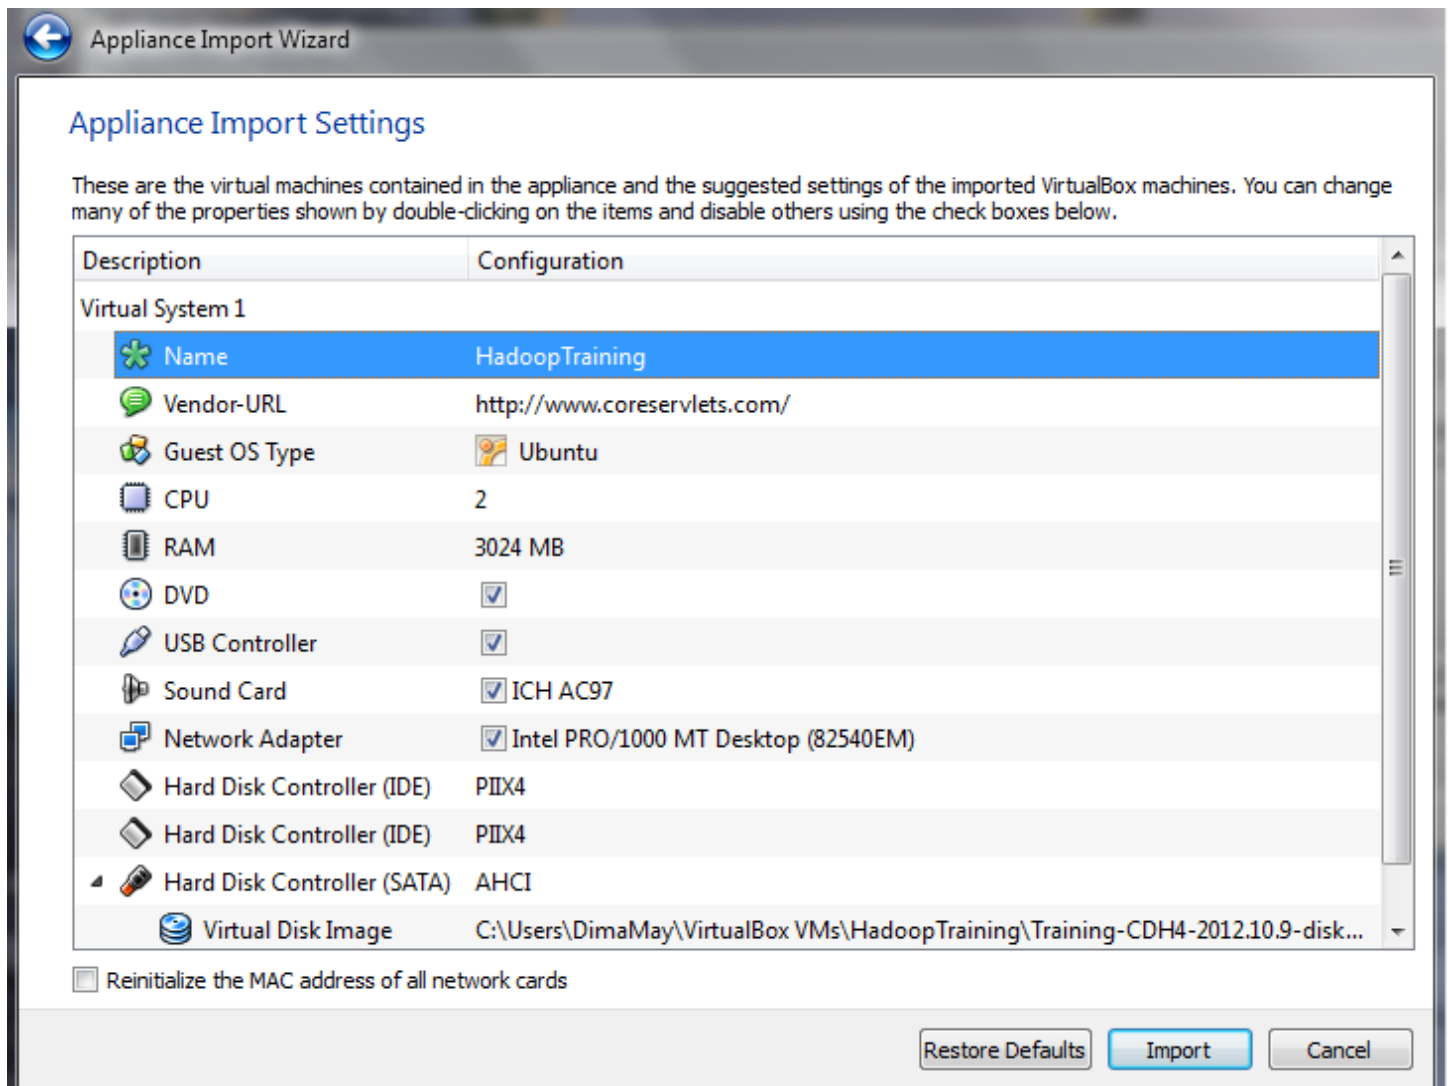 Appliance Import Wizard
Appliance Import Settings
These are the virtual machines contained in the appliance and the suggested settings of the imported VirtualBox machines. You can change
many of the properties shown by double-clicking on the items and disable others using the check boxes below.
Description Configuration
Virtual System 1
Name HadoopTraining
Vendor-URL http://www.coreservlets.com/
Guest OS Type Ubuntu
CPU 2
RAM 3024 MB
DVD
USB Controller
Sound Card ICH AC97
Network Adapter Intel PRO/1000 MT Desktop (82540EM)
Hard Disk Controller (IDE) PIIX4
Hard Disk Controller (IDE) PIIX4
Hard Disk Controller (SATA) AHCI
Virtual Disk Image C:\Users\DimaMay\VirtualBox VMs\HadoopTraining\Training-CDH4-2012.10.9-disk...
Reinitialize the MAC address of all network cards
Restore Defaults Import Cancel